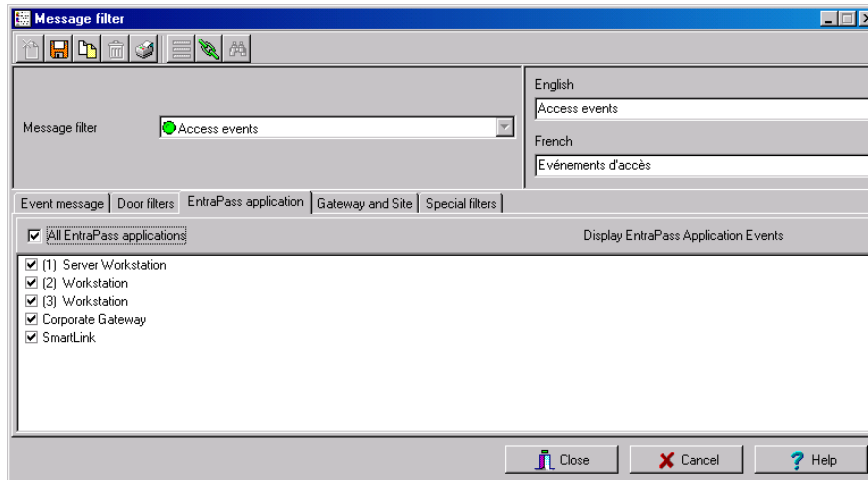 Message filter
English
Access events
Message filter
Access events
French
Evénements d'accès
Event message
Door filters
EntraPass application
Gateway and Site
Special filters
All EntraPass applications
Display EntraPass Application Events
(1) Server Workstation
(2) Workstation
(3) Workstation
Corporate Gateway
SmartLink
Close
Cancel
? Help